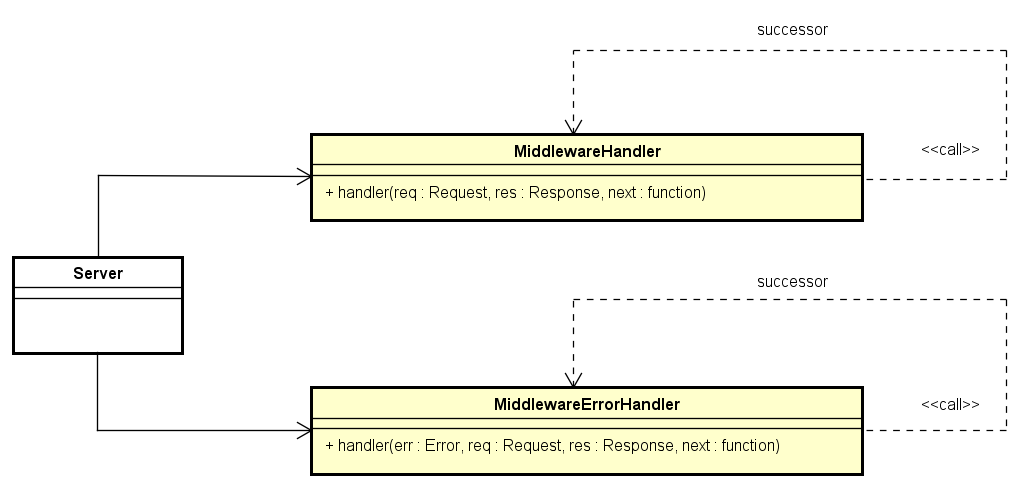 successor
<<call>>
MiddlewareHandler
+ handler(req : Request, res : Response, next : function)
Server
successor
<<call>>
MiddlewareErrorHandler
+ handler(err : Error, req : Request, res : Response, next : function)